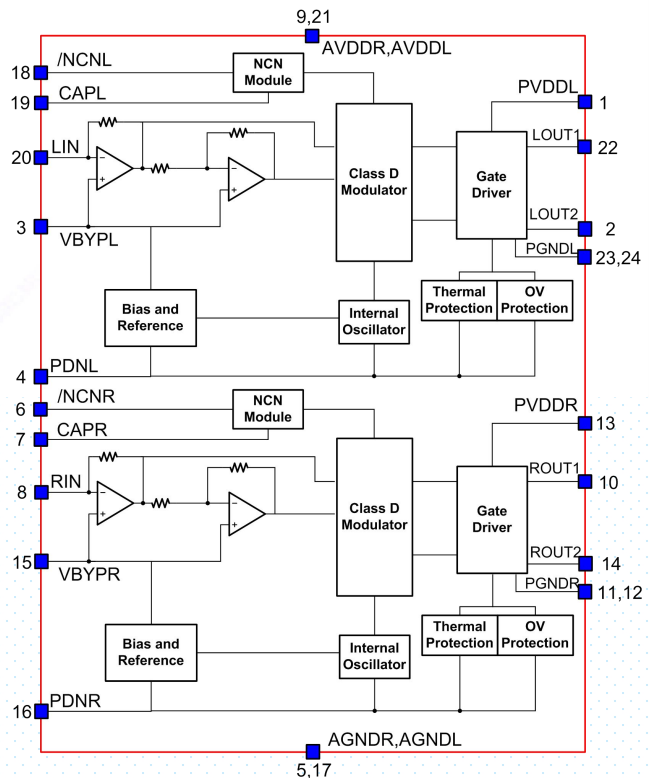 9,21
AVDDR,AVDDL
18
/NCNL
NCN
Module
19
CAPL
PVDDL
1
20
LIN
Class D
Modulator
Gate
Driver
LOUT1
22
3
VBYPL
LOUT2
2
PGNDL
23,24
Bias and
Reference
Internal
Oscillator
Thermal
Protection
OV
Protection
4
PDNL
6
/NCNR
NCN
Module
7
CAPR
PVDDR
13
8
RIN
Class D
Modulator
Gate
Driver
ROUT1
10
15
VBYPR
ROUT2
14
PGNDR
11,12
Bias and
Reference
Internal
Oscillator
Thermal
Protection
OV
Protection
16
PDNR
AGNDR,AGNDL
5,17